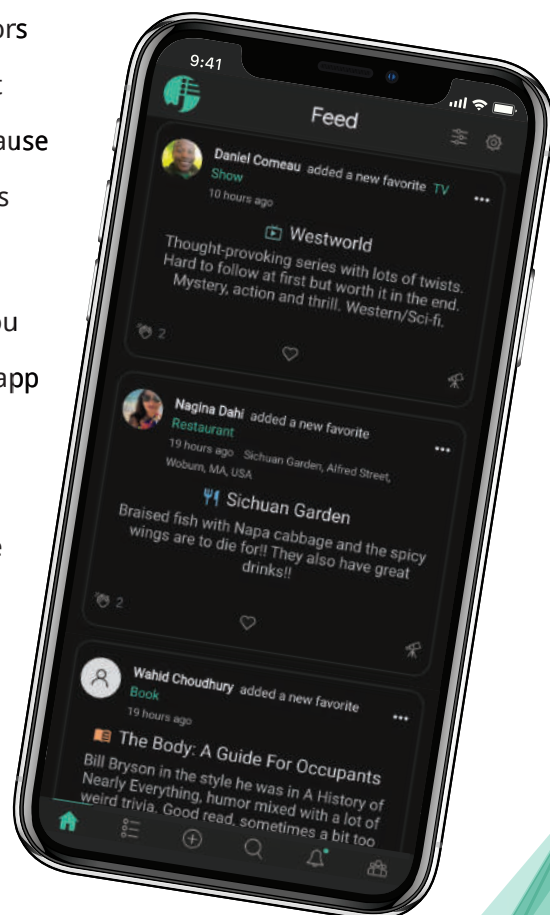 ors
t
ause
s
ou
app
e
9:41
Feed
Daniel Comeau added a new favorite TV
Show
10 hours ago
Westworld
Thought-provoking series with lots of twists.
Hard to follow at first but worth it in the end.
Mystery, action and thrill. Western/Sci-fi.
2
Nagina Dahi added a new favorite
Restaurant
19 hours ago Sichuan Garden, Alfred Street,
Woburn, MA, USA
Sichuan Garden
Braised fish with Napa cabbage and the spicy
wings are to die for!! They also have great
drinks!!
2
Wahid Choudhury added a new favorite
Book
19 hours ago
The Body: A Guide For Occupants
Bill Bryson in the style he was in A History of
Nearly Everything, humor mixed with a lot of
weird trivia. Good read, sometimes a bit too